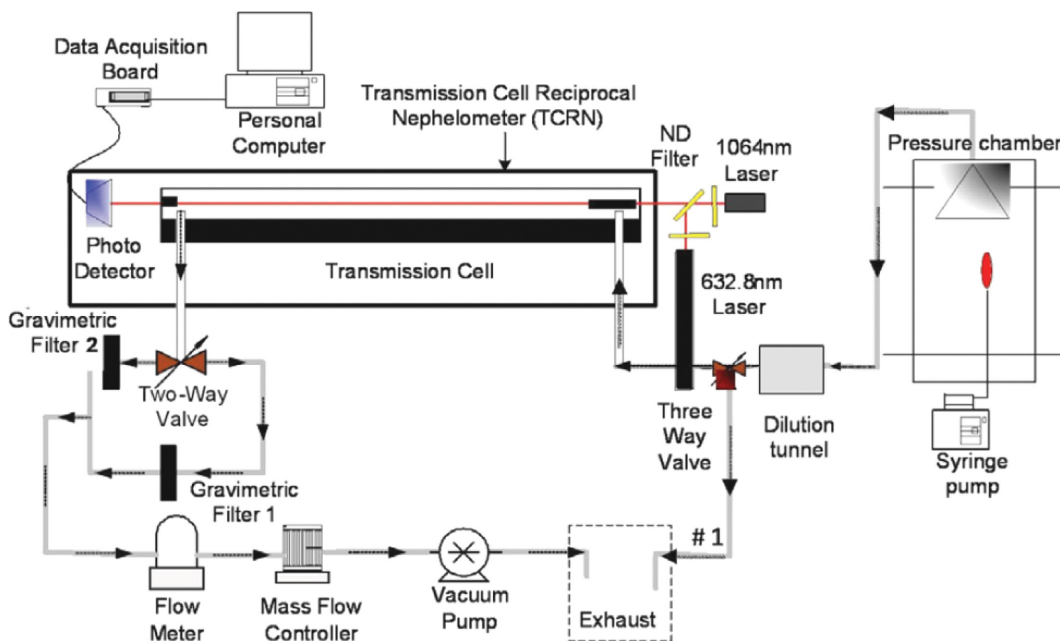 Data Acquisition
Board
Personal
Computer
Transmission Cell Reciprocal
Nephelometer (TCRN)
ND
Filter
1064nm
Laser
Pressure chamber
Photo
Detector
Transmission Cell
632.8nm
Laser
Gravimetric
Filter 2
Two-Way
Valve
Three
Way
Valve
Dilution
tunnel
Syringe
pump
Gravimetric
Filter 1
# 1
Flow
Meter
Mass Flow
Controller
Vacuum
Pump
Exhaust